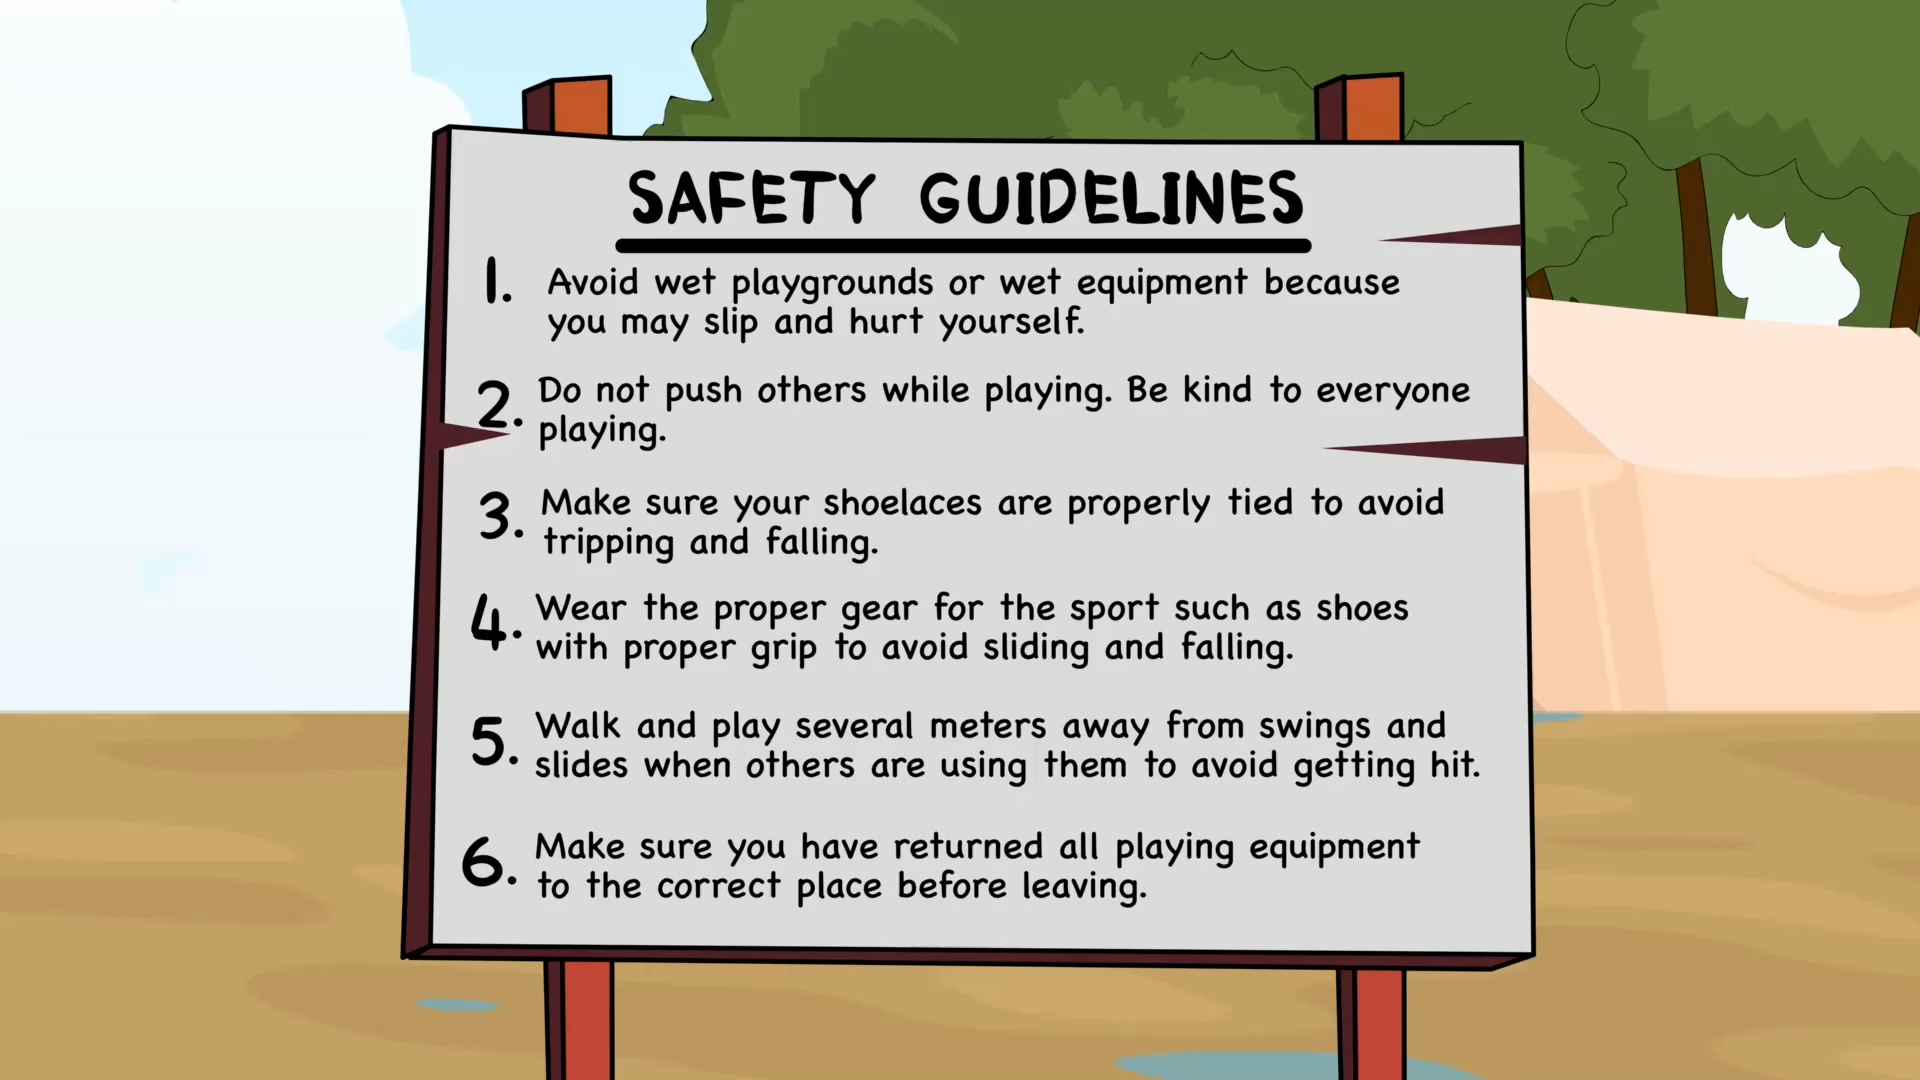 SAFETY GUIDELINES
1. Avoid wet playgrounds or wet equipment because
you may slip and hurt yourself.
2. Do not push others while playing. Be kind to everyone
playing.
3. Make sure your shoelaces are properly tied to avoid
tripping and falling.
4. Wear the proper gear for the sport such as shoes
with proper grip to avoid sliding and falling.
5. Walk and play several meters away from swings and
slides when others are using them to avoid getting hit.
6. Make sure you have returned all playing equipment
to the correct place before leaving.